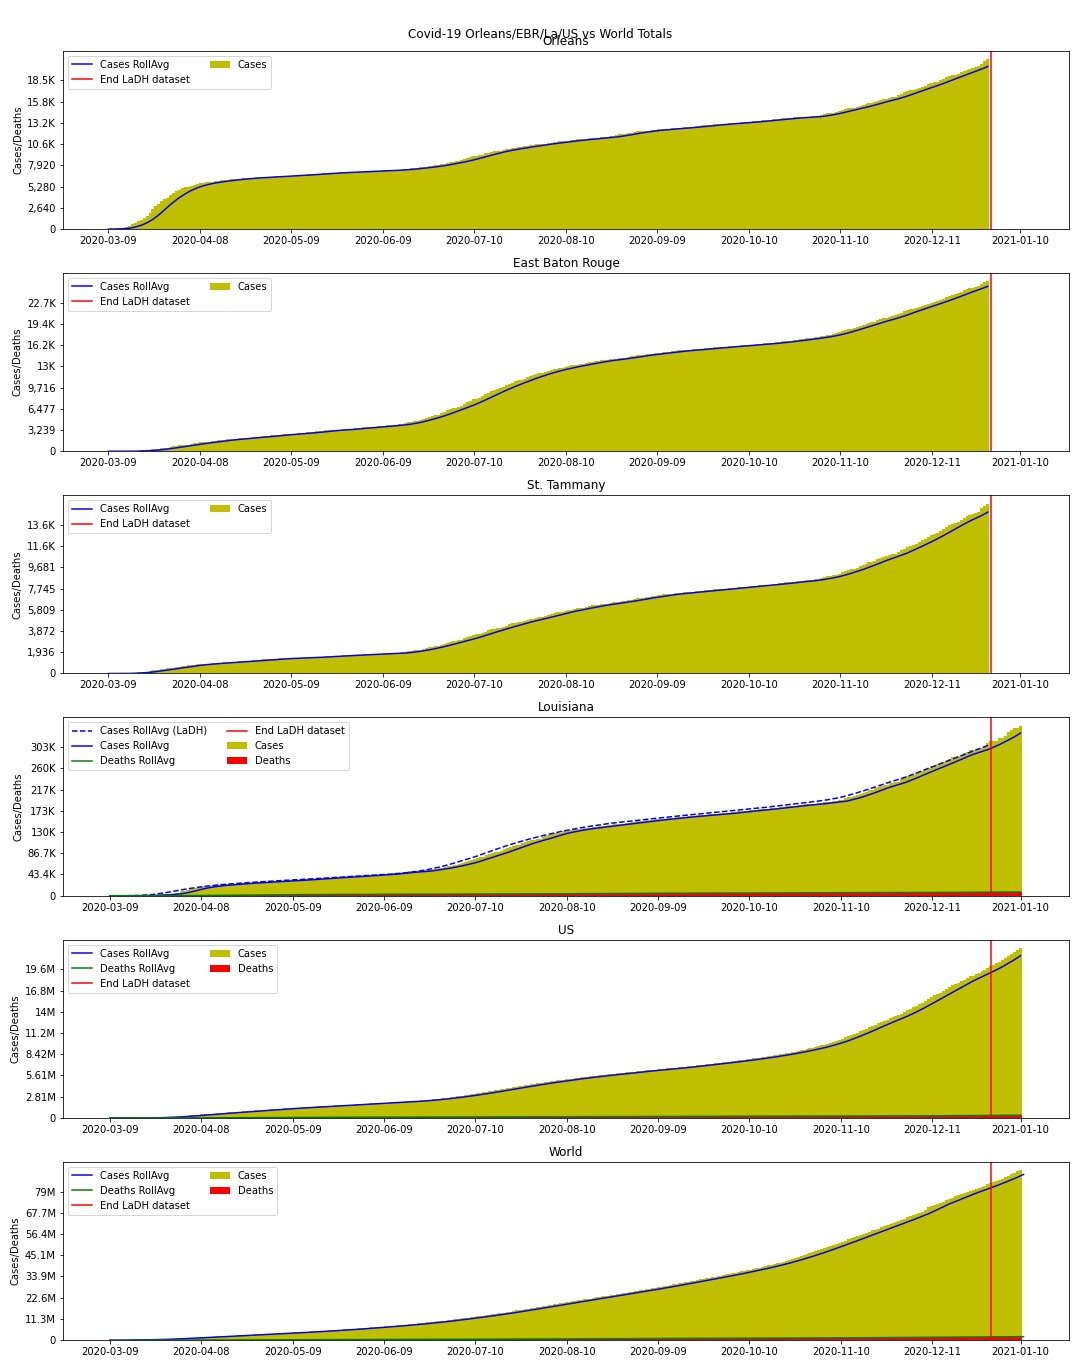 Covid-19 Orleans/EBR/La/US vs World Totals
Orleans
Cases RollAvg
Cases
End LaDH dataset
Cases/Deaths
18.5K
15.8K
13.2K
10.6K
7,920
5,280
2,640
0
2020-03-09 2020-04-08 2020-05-09 2020-06-09 2020-07-10 2020-08-10 2020-09-09 2020-10-10 2020-11-10 2020-12-11 2021-01-10
East Baton Rouge
Cases RollAvg
Cases
End LaDH dataset
Cases/Deaths
22.7K
19.4K
16.2K
13K
9,716
6,477
3,239
0
2020-03-09 2020-04-08 2020-05-09 2020-06-09 2020-07-10 2020-08-10 2020-09-09 2020-10-10 2020-11-10 2020-12-11 2021-01-10
St. Tammany
Cases RollAvg
Cases
End LaDH dataset
Cases/Deaths
13.6K
11.6K
9,681
7,745
5,809
3,872
1,936
0
2020-03-09 2020-04-08 2020-05-09 2020-06-09 2020-07-10 2020-08-10 2020-09-09 2020-10-10 2020-11-10 2020-12-11 2021-01-10
Louisiana
Cases RollAvg (LaDH)
End LaDH dataset
Cases RollAvg
Cases
Deaths RollAvg
Deaths
Cases/Deaths
303K
260K
217K
173K
130K
86.7K
43.4K
0
2020-03-09 2020-04-08 2020-05-09 2020-06-09 2020-07-10 2020-08-10 2020-09-09 2020-10-10 2020-11-10 2020-12-11 2021-01-10
US
Cases RollAvg
Cases
Deaths RollAvg
Deaths
End LaDH dataset
Cases/Deaths
19.6M
16.8M
14M
11.2M
8.42M
5.61M
2.81M
0
2020-03-09 2020-04-08 2020-05-09 2020-06-09 2020-07-10 2020-08-10 2020-09-09 2020-10-10 2020-11-10 2020-12-11 2021-01-10
World
Cases RollAvg
Cases
Deaths RollAvg
Deaths
End LaDH dataset
Cases/Deaths
79M
67.7M
56.4M
45.1M
33.9M
22.6M
11.3M
0
2020-03-09 2020-04-08 2020-05-09 2020-06-09 2020-07-10 2020-08-10 2020-09-09 2020-10-10 2020-11-10 2020-12-11 2021-01-10